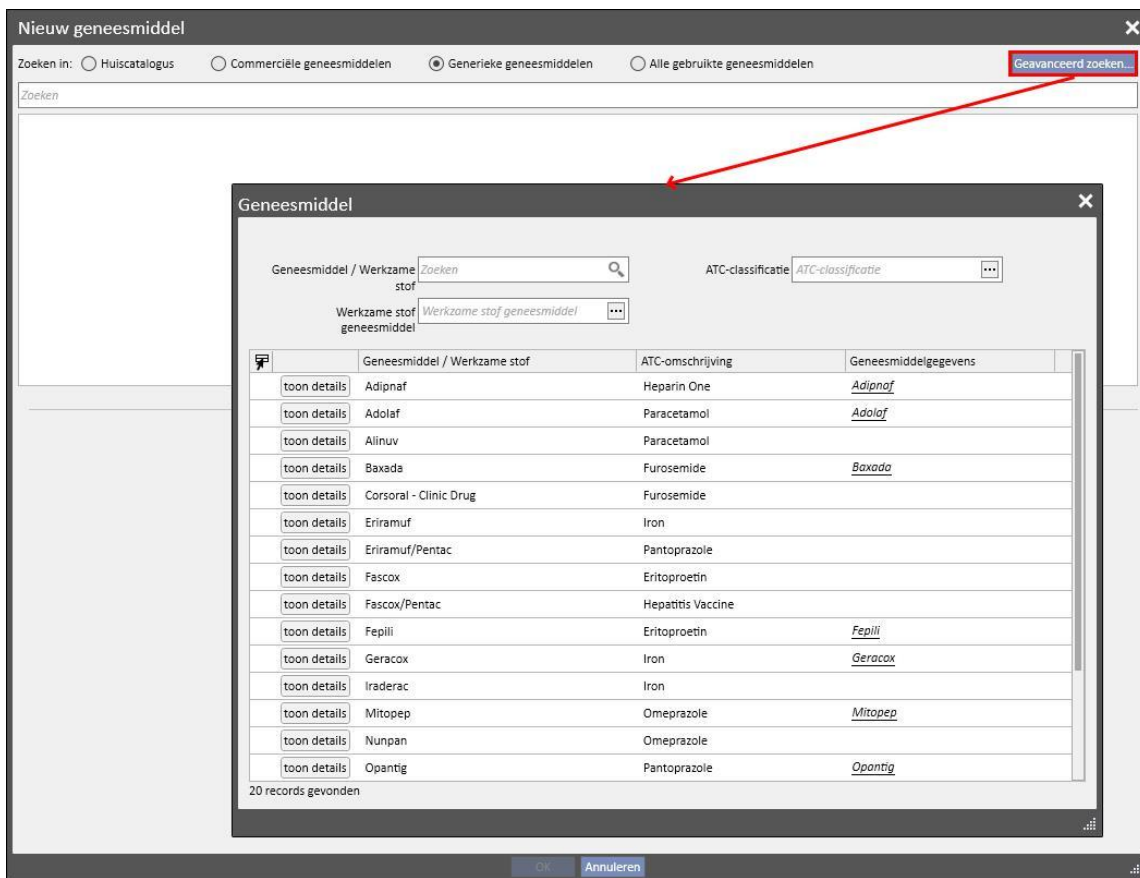 Nieuw geneesmiddel
Zoeken in: Huiscatalogus Commerciële geneesmiddelen Generieke geneesmiddelen Alle gebruikte geneesmiddelen Geavanceerd zoeken...
Zoeken
Geneesmiddel
Geneesmiddel / Werkzame stof Zoeken ATC-classificatie ATC-classificatie
Werkzame stof geneesmiddel Werkzame stof geneesmiddel
Geneesmiddel / Werkzame stof ATC-omschrijving Geneesmiddelgegevens
toon details Adipnaf Heparin One Adipnaf
toon details Adolaf Paracetamol Adolaf
toon details Alinuv Paracetamol
toon details Baxada Furosemide Baxada
toon details Corsoral - Clinic Drug Furosemide
toon details Eriramuf Iron
toon details Eriramuf/Pentac Pantoprazole
toon details Fascox Eritoproetin
toon details Fascox/Pentac Hepatitis Vaccine
toon details Fepili Eritoproetin Fepili
toon details Geracox Iron Geracox
toon details Iraderac Iron
toon details Mitopep Omeprazole Mitopep
toon details Nunpan Omeprazole
toon details Opantig Pantoprazole Opantig
20 records gevonden
OK Annuleren